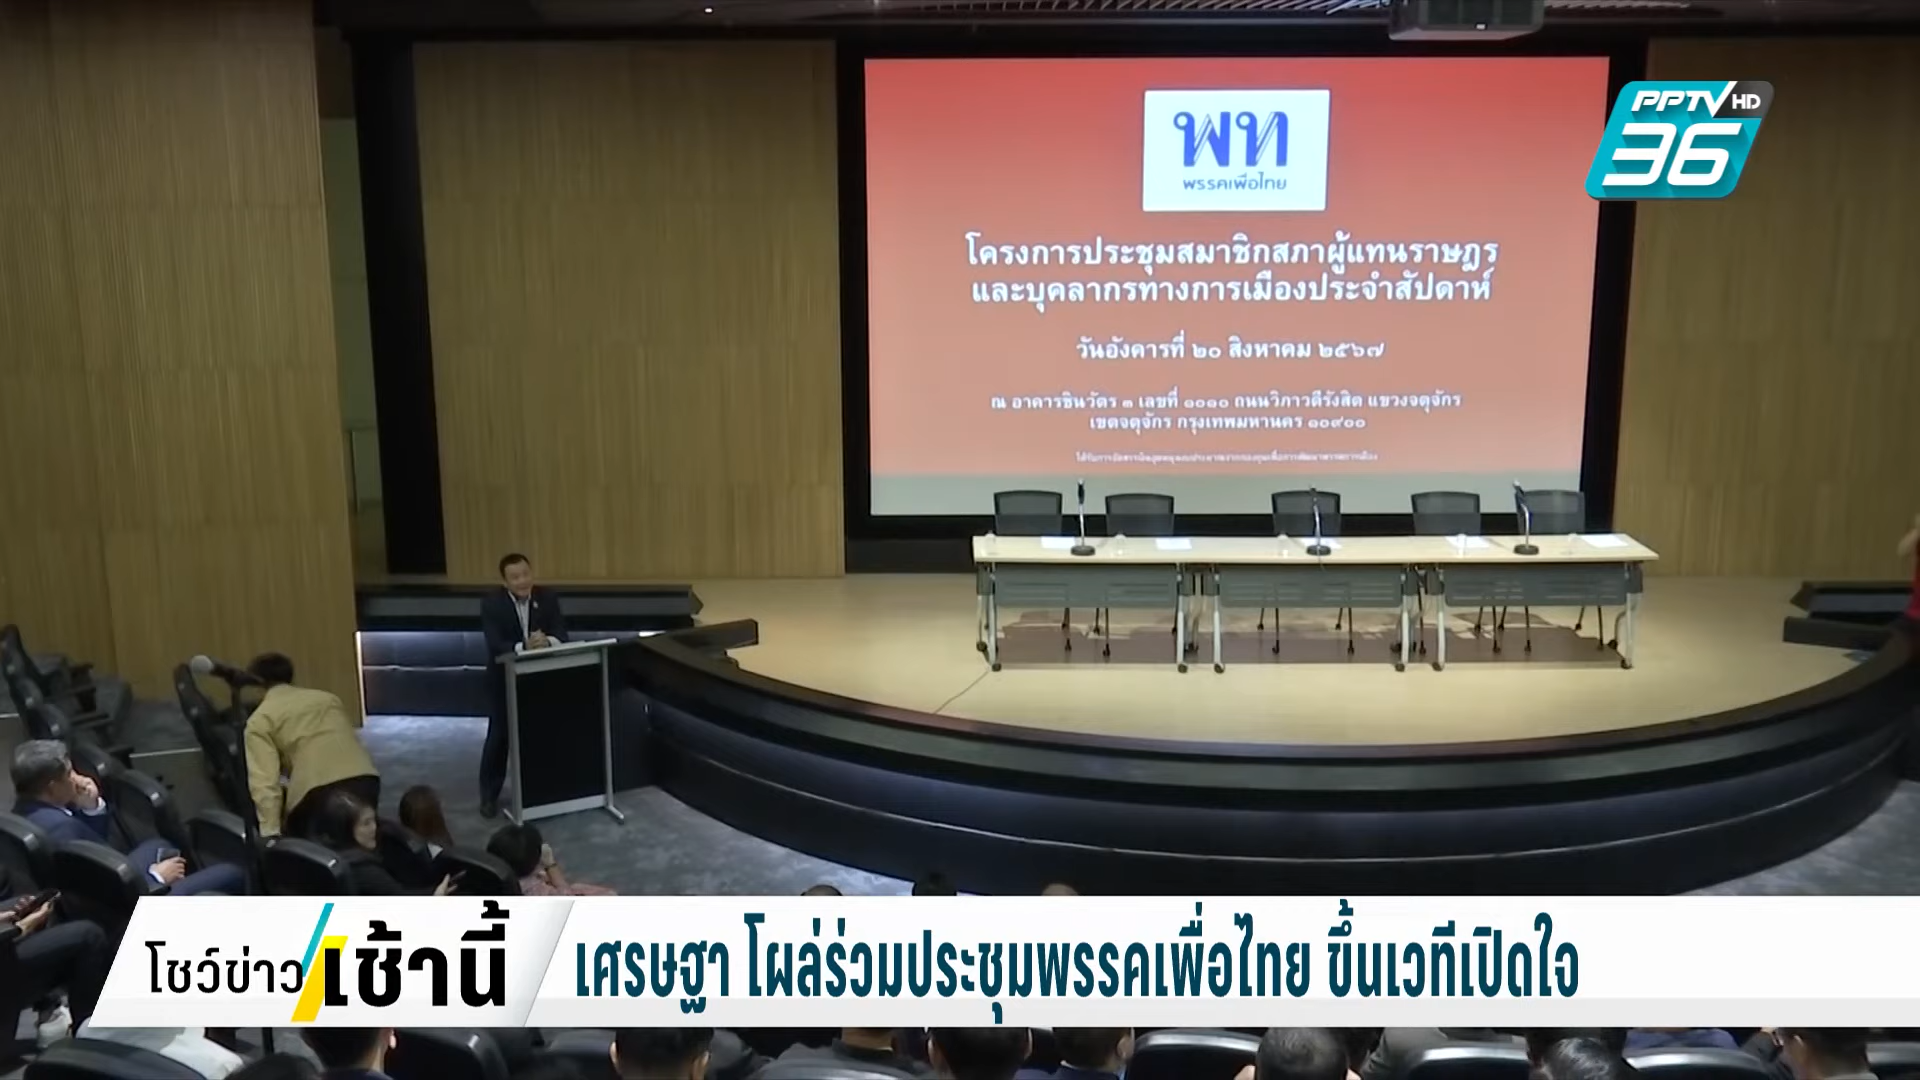 PPTV HD
36
พท
พรรคเพื่อไทย
โครงการประชุมสมาชิกสภาผู้แทนราษฎร
และบุคลากรทางการเมืองประจำสัปดาห์
วันอังคารที่ ๒๐ สิงหาคม ๒๕๖๗
ณ อาคารชินวัตร ๓ เลขที่ ๑๐๑๐ ถนนวิภาวดีรังสิต แขวงจตุจักร
เขตจตุจักร กรุงเทพมหานคร ๑๐๙๐๐
โชว์ข่าวเช้านี้
เศรษฐา โผล่ร่วมประชุมพรรคเพื่อไทย ขึ้นเวทีเปิดใจ